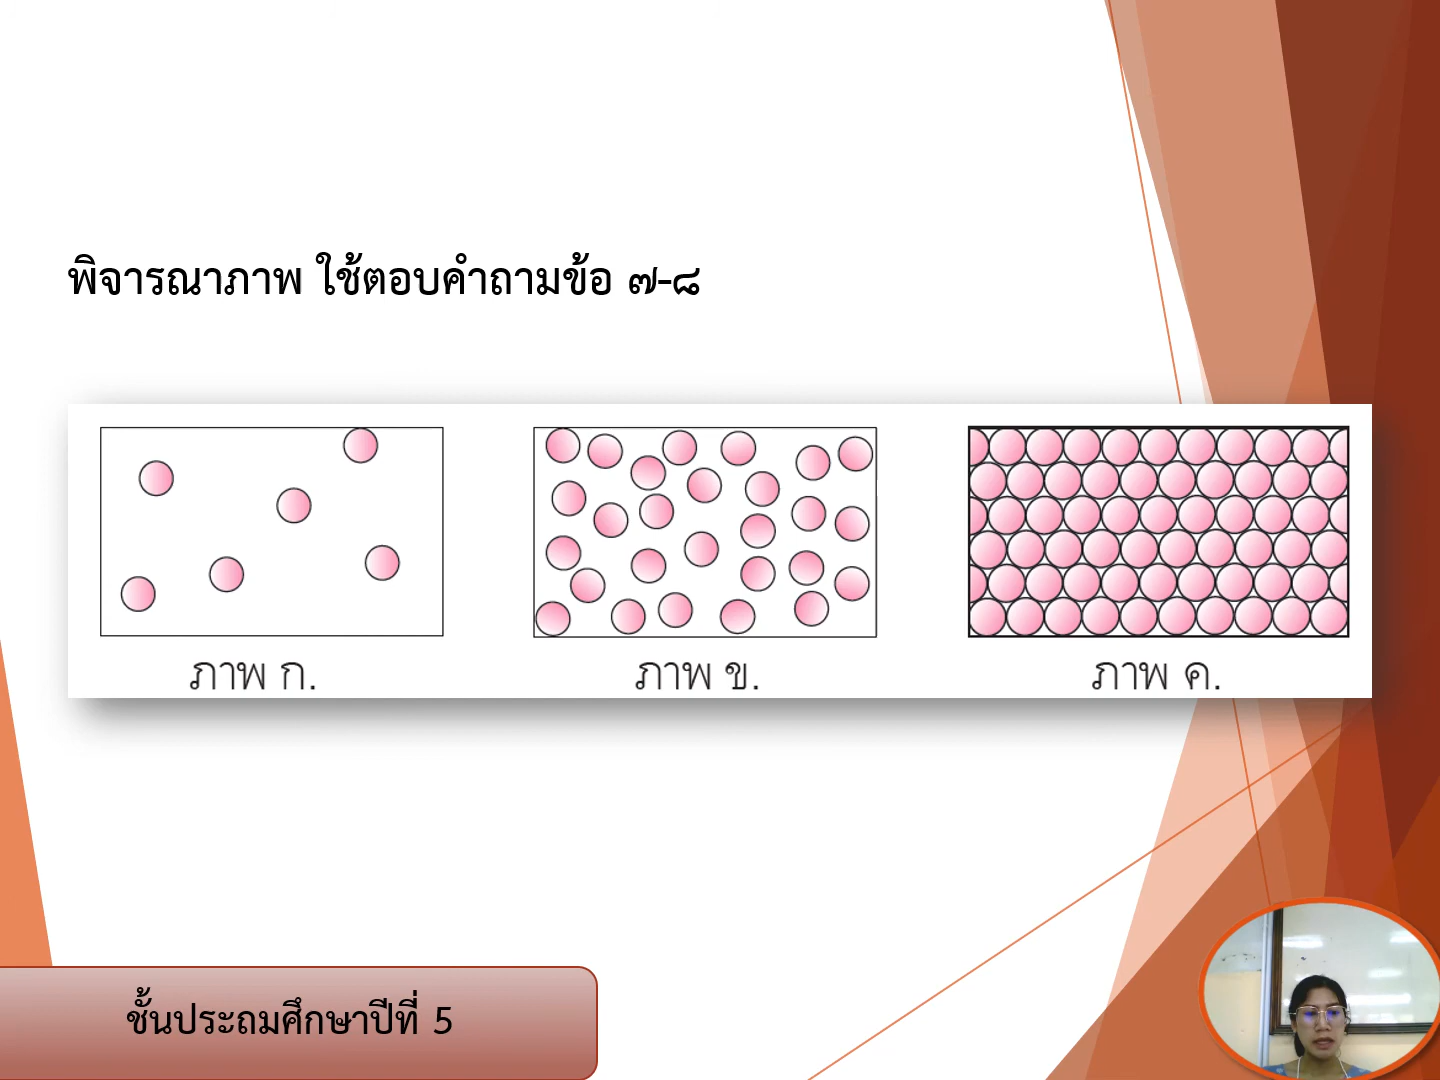 พิจารณาภาพ ใช้ตอบคำถามข้อ ๗-๘
ภาพ ก.
ภาพ ข.
ภาพ ค.
ชั้นประถมศึกษาปีที่ 5